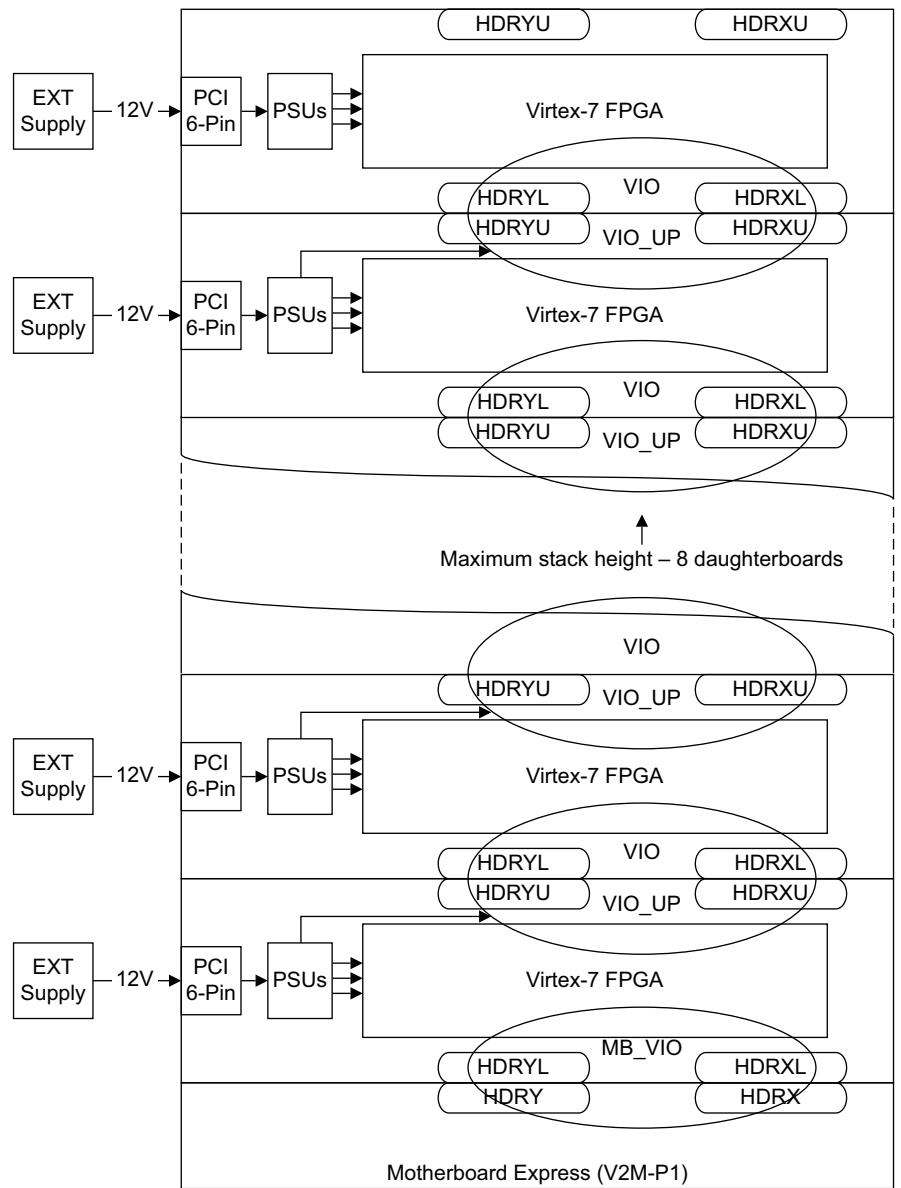 HDRYU HDRXU
EXT
Supply
12V
PCI
6-Pin
PSUs
Virtex-7 FPGA
VIO
HDRYL HDRXL
HDRYU VIO_UP HDRXU
EXT
Supply
12V
PCI
6-Pin
PSUs
Virtex-7 FPGA
VIO
HDRYL HDRXL
HDRYU VIO_UP HDRXU
Maximum stack height – 8 daughterboards
VIO
HDRYU VIO_UP HDRXU
EXT
Supply
12V
PCI
6-Pin
PSUs
Virtex-7 FPGA
VIO
HDRYL HDRXL
HDRYU VIO_UP HDRXU
EXT
Supply
12V
PCI
6-Pin
PSUs
Virtex-7 FPGA
MB_VIO
HDRYL HDRXL
HDRY HDRX
Motherboard Express (V2M-P1)